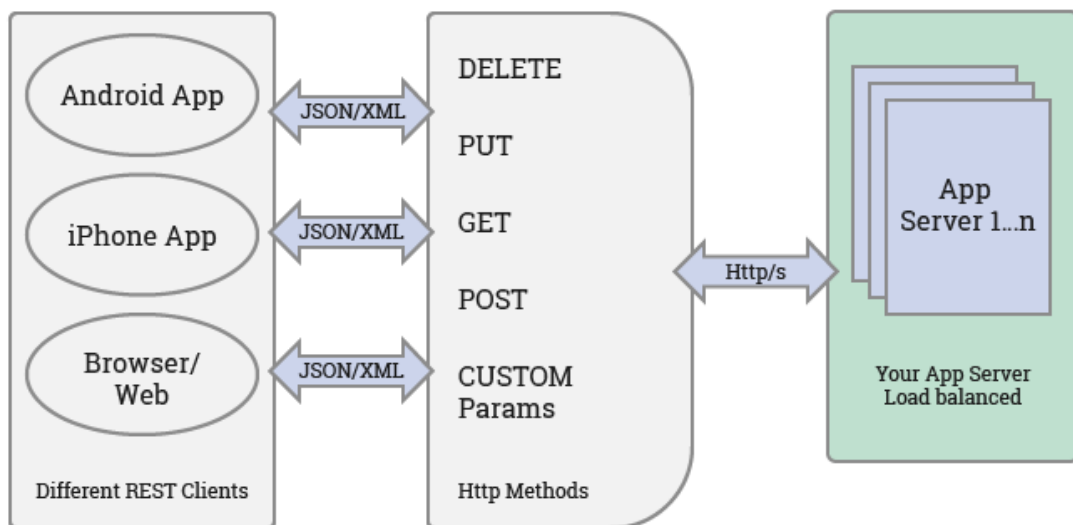 Android App
iPhone App
Browser/
Web
Different REST Clients
JSON/XML
JSON/XML
JSON/XML
DELETE
PUT
GET
POST
CUSTOM
Params
Http Methods
Http/s
App
Server 1...n
Your App Server
Load balanced